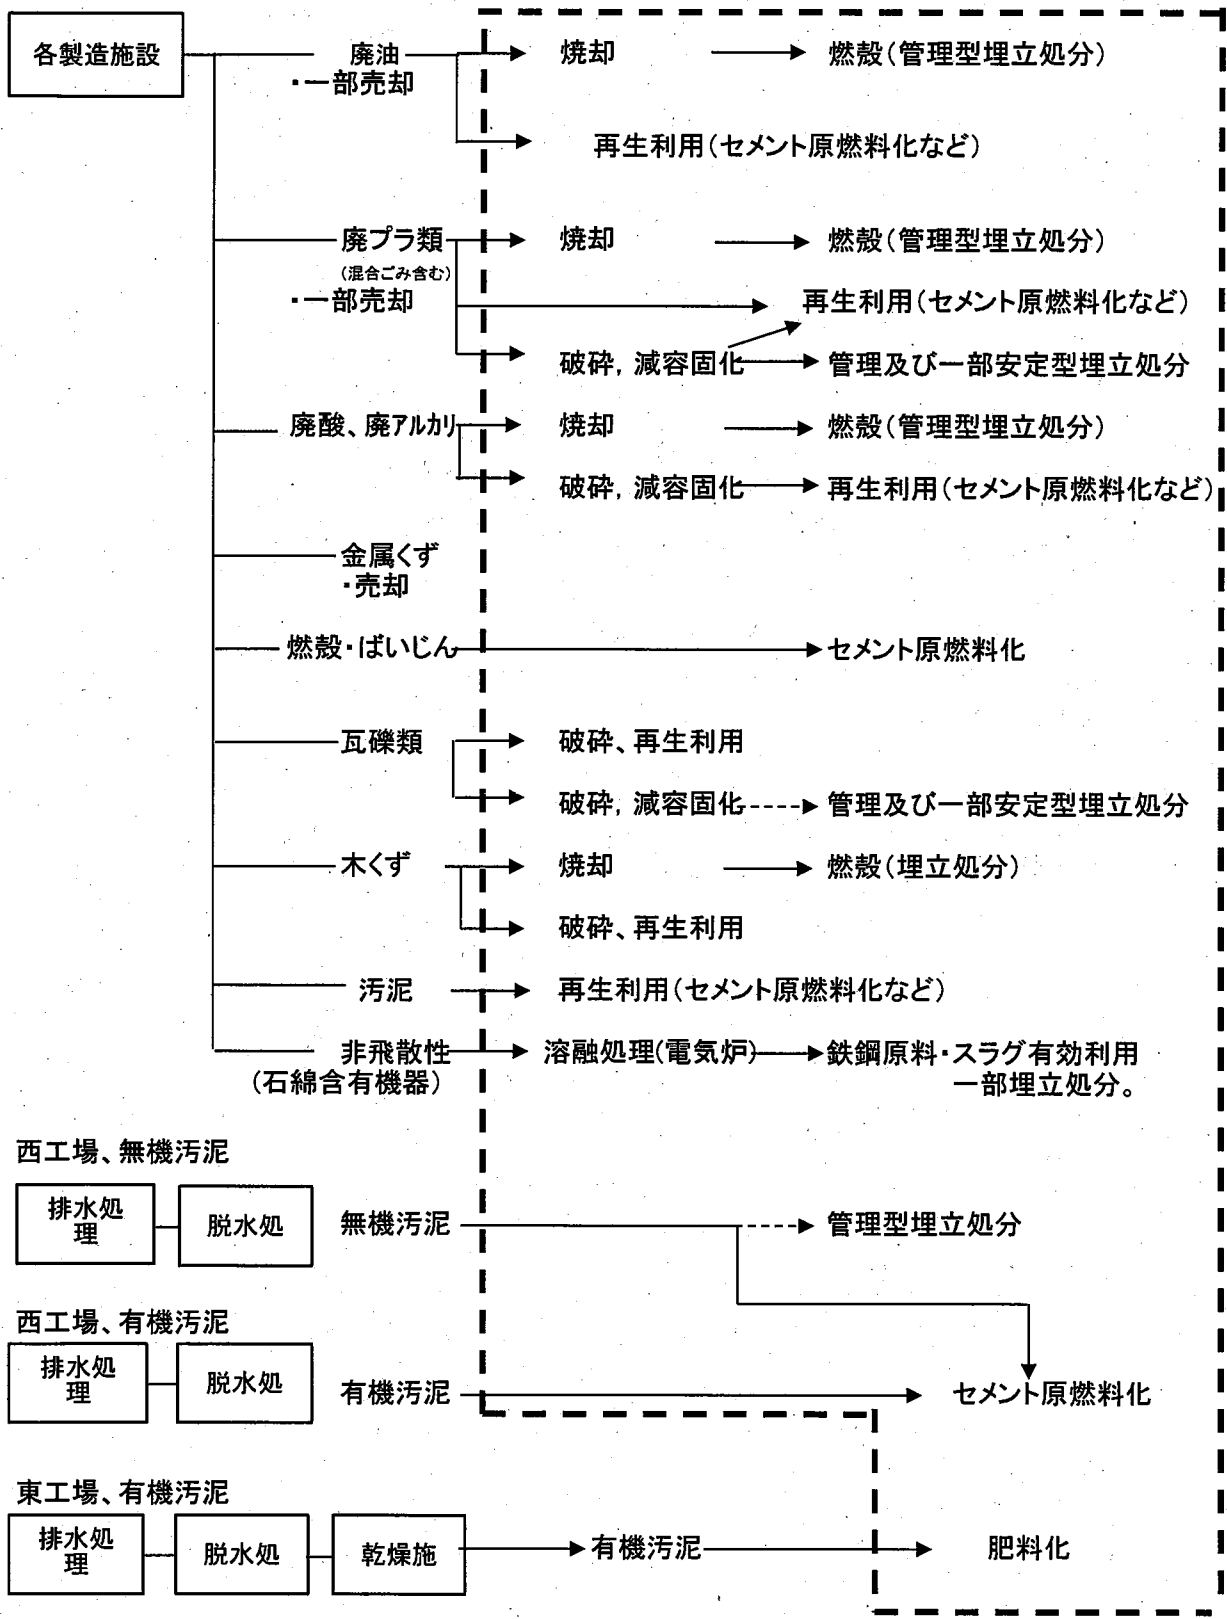 各製造施設
廃油
・一部売却
焼却
燃殻(管理型埋立処分)
再生利用(セメント原燃料化など)
廃プラ類
(混合ごみ含む)
・一部売却
焼却
燃殻(管理型埋立処分)
再生利用(セメント原燃料化など)
破砕, 減容固化
管理及び一部安定型埋立処分
廃酸、廃アルカリ
焼却
燃殻(管理型埋立処分)
破砕, 減容固化
再生利用(セメント原燃料化など)
金属くず
・売却
燃殻・ばいじん
セメント原燃料化
瓦礫類
破砕、再生利用
破砕, 減容固化
管理及び一部安定型埋立処分
木くず
焼却
燃殻(埋立処分)
破砕、再生利用
汚泥
再生利用(セメント原燃料化など)
非飛散性
(石綿含有機器)
溶融処理(電気炉)
鉄鋼原料・スラグ有効利用
一部埋立処分。
西工場、無機汚泥
排水処
理
脱水処
無機汚泥
管理型埋立処分
西工場、有機汚泥
排水処
理
脱水処
有機汚泥
セメント原燃料化
東工場、有機汚泥
排水処
理
脱水処
乾燥施
有機汚泥
肥料化